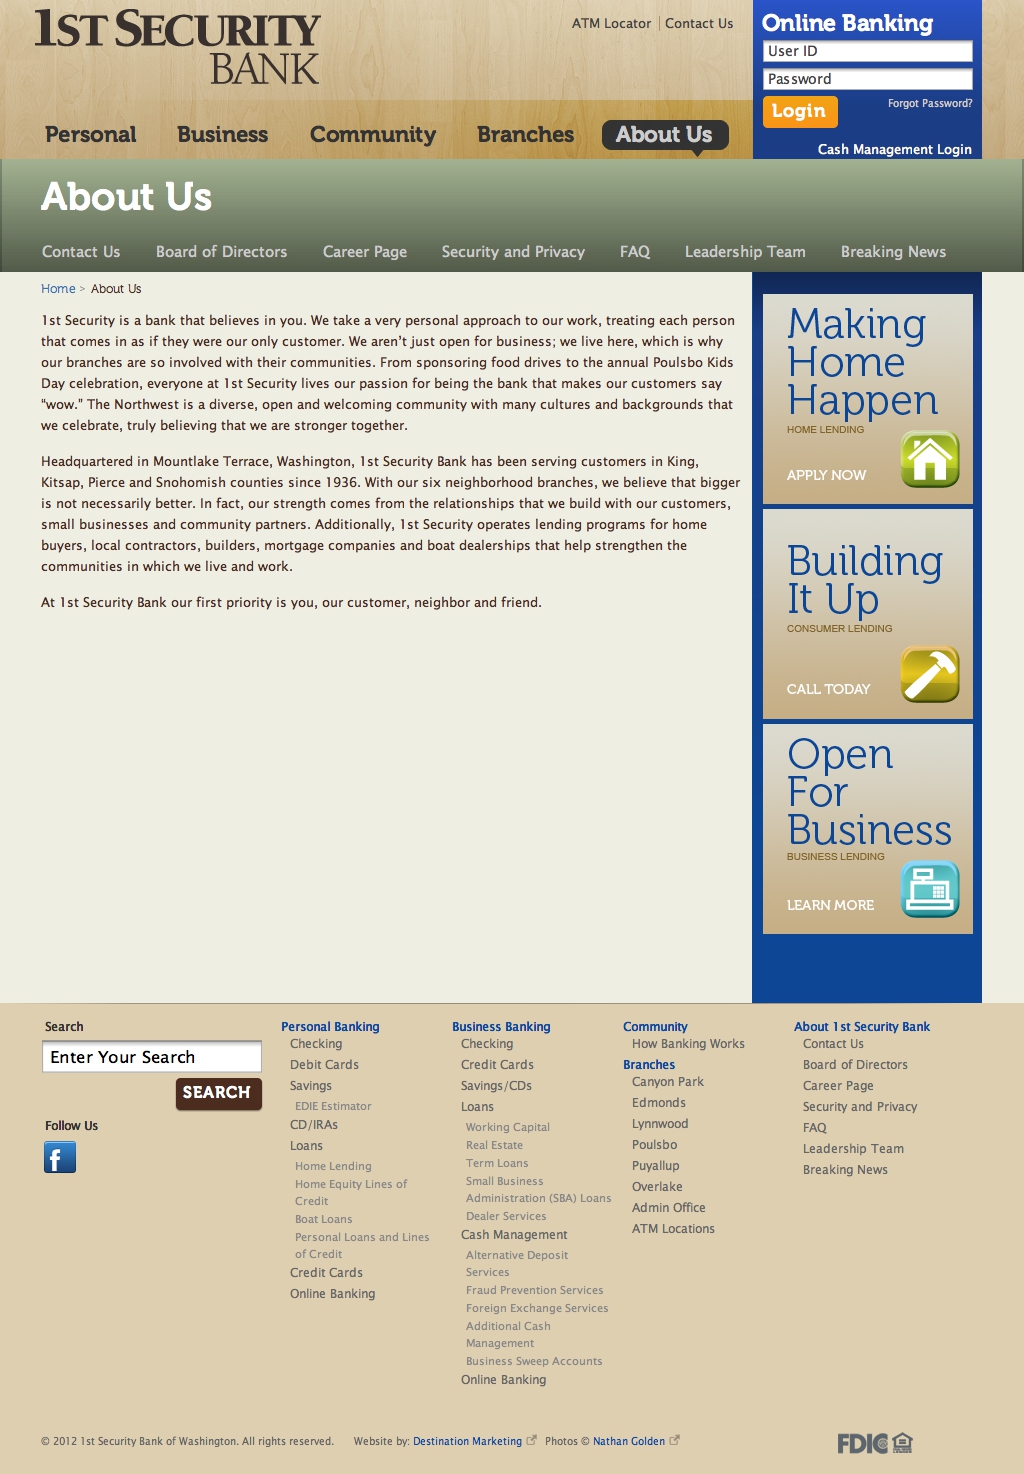 1ST SECURITY
BANK
ATM Locator
Contact Us
Online Banking
User ID
Password
Login
Forgot Password?
Cash Management Login
Personal
Business
Community
Branches
About Us
About Us
Contact Us
Board of Directors
Career Page
Security and Privacy
FAQ
Leadership Team
Breaking News
Home > About Us
1st Security is a bank that believes in you. We take a very personal approach to our work, treating each person
that comes in as if they were our only customer. We aren't just open for business; we live here, which is why
our branches are so involved with their communities. From sponsoring food drives to the annual Poulsbo Kids
Day celebration, everyone at 1st Security lives our passion for being the bank that makes our customers say
“wow.” The Northwest is a diverse, open and welcoming community with many cultures and backgrounds that
we celebrate, truly believing that we are stronger together.
Headquartered in Mountlake Terrace, Washington, 1st Security Bank has been serving customers in King,
Kitsap, Pierce and Snohomish counties since 1936. With our six neighborhood branches, we believe that bigger
is not necessarily better. In fact, our strength comes from the relationships that we build with our customers,
small businesses and community partners. Additionally, 1st Security operates lending programs for home
buyers, local contractors, builders, mortgage companies and boat dealerships that help strengthen the
communities in which we live and work.
At 1st Security Bank our first priority is you, our customer, neighbor and friend.
Making
Home
Happen
HOME LENDING
APPLY NOW
Building
It Up
CONSUMER LENDING
CALL TODAY
Open
For
Business
BUSINESS LENDING
LEARN MORE
Search
Enter Your Search
SEARCH
Follow Us
f
Personal Banking
Checking
Debit Cards
Savings
EDIE Estimator
CD/IRAs
Loans
Home Lending
Home Equity Lines of
Credit
Boat Loans
Personal Loans and Lines
of Credit
Credit Cards
Online Banking
Business Banking
Checking
Credit Cards
Savings/CDs
Loans
Working Capital
Real Estate
Term Loans
Small Business
Administration (SBA) Loans
Dealer Services
Cash Management
Alternative Deposit
Services
Fraud Prevention Services
Foreign Exchange Services
Additional Cash
Management
Business Sweep Accounts
Online Banking
Community
How Banking Works
Branches
Canyon Park
Edmonds
Lynnwood
Poulsbo
Puyallup
Overlake
Admin Office
ATM Locations
About 1st Security Bank
Contact Us
Board of Directors
Career Page
Security and Privacy
FAQ
Leadership Team
Breaking News
© 2012 1st Security Bank of Washington. All rights reserved.
Website by: Destination Marketing
Photos © Nathan Golden
FDIC